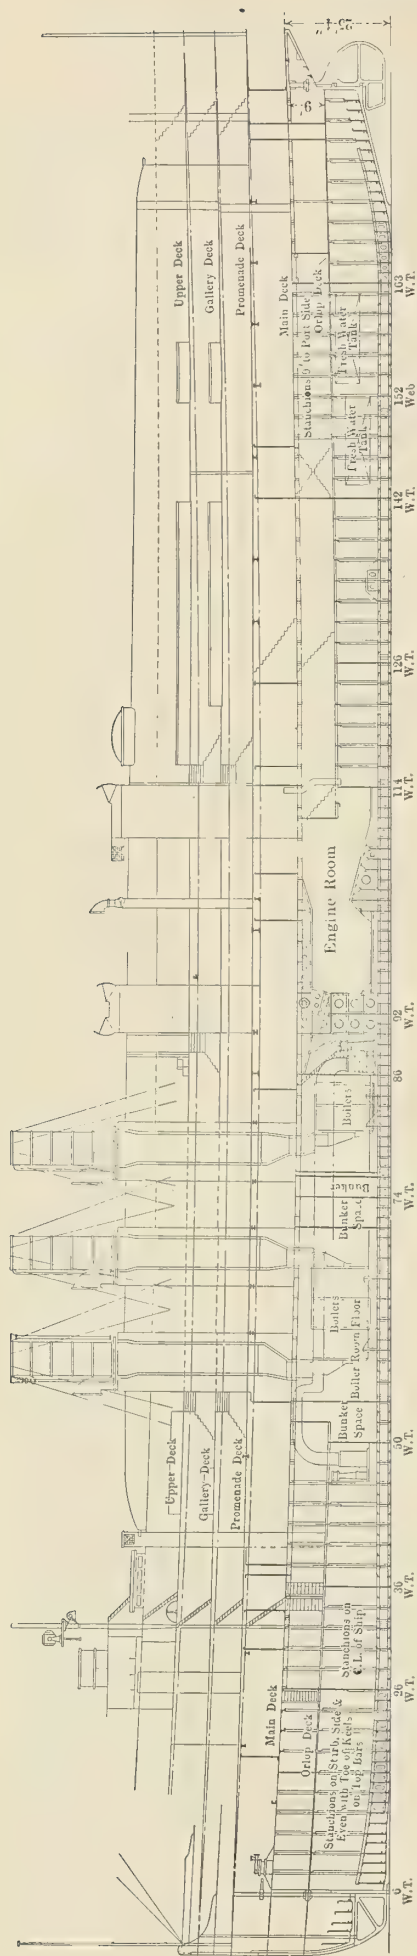 Upper Deck
Gallery Deck
Promenade Deck
Main Deck
Orlop Deck
Stanchions on Starb. Side &
Even with Toe of Keels
on Top Bars
Stanchions on
C.L. of Ship
Bunker
Space
Boiler Room Floor
Boilers
Bunker
Space
Bunker
Boilers
Engine Room
Upper Deck
Gallery Deck
Promenade Deck
Main Deck
Stanchions 9" to Port Side
Orlop Deck
Fresh Water
Tank
Fresh Water
Tank
9'
6
W.T.
26
W.T.
36
W.T.
50
W.T.
74
W.T.
86
92
W.T.
114
W.T.
126
W.T.
142
W.T.
152
Web
163
W.T.